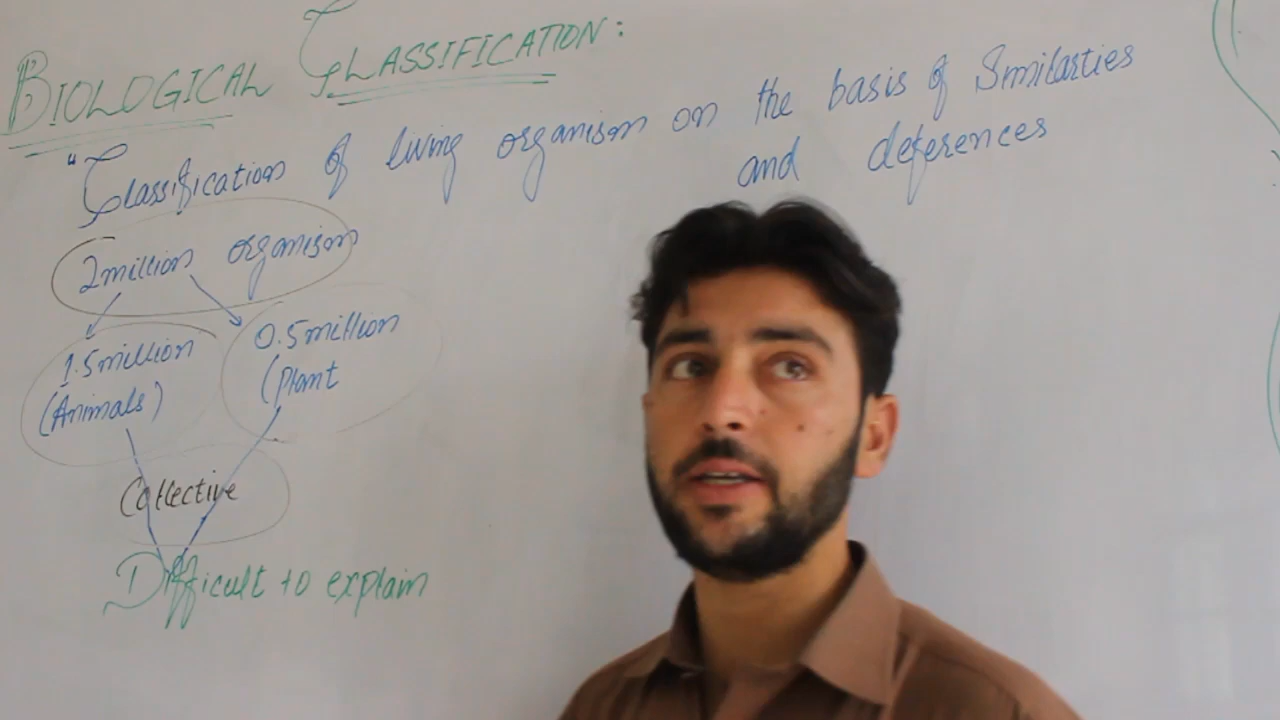 BIOLOGICAL CLASSIFICATION:
"Classification of living organism on the basis of Similarties
and deferences
2million organism
1.5million
(Animals)
0.5million
(Plant
Collective
Difficult to explain